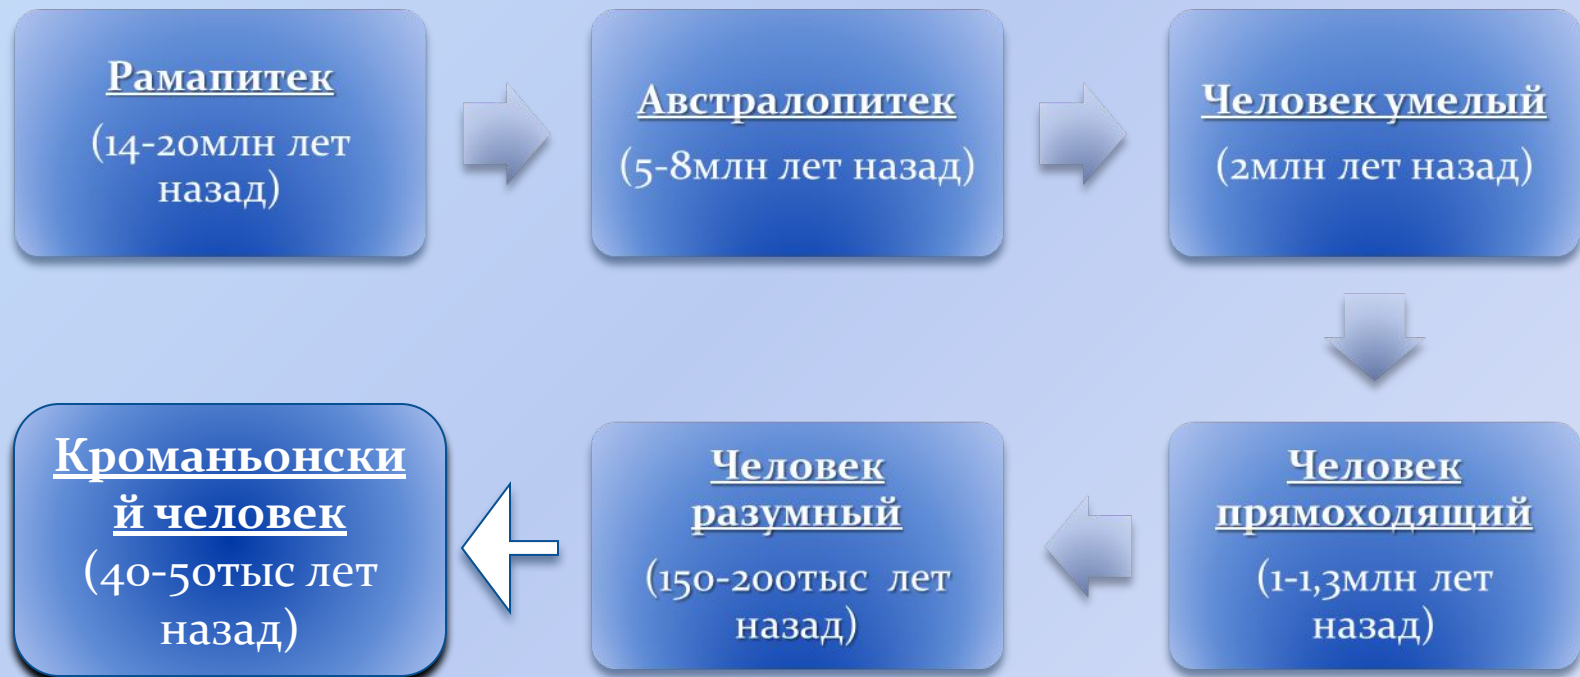 Рамапитек
(14-20млн лет
назад)
Австралопитек
(5-8млн лет назад)
Человек умелый
(2млн лет назад)
Человек
прямоходящий
(1-1,3млн лет
назад)
Человек
разумный
(150-200тыс  лет
назад)
Кроманьонски
й человек
(40-50тыс лет
назад)